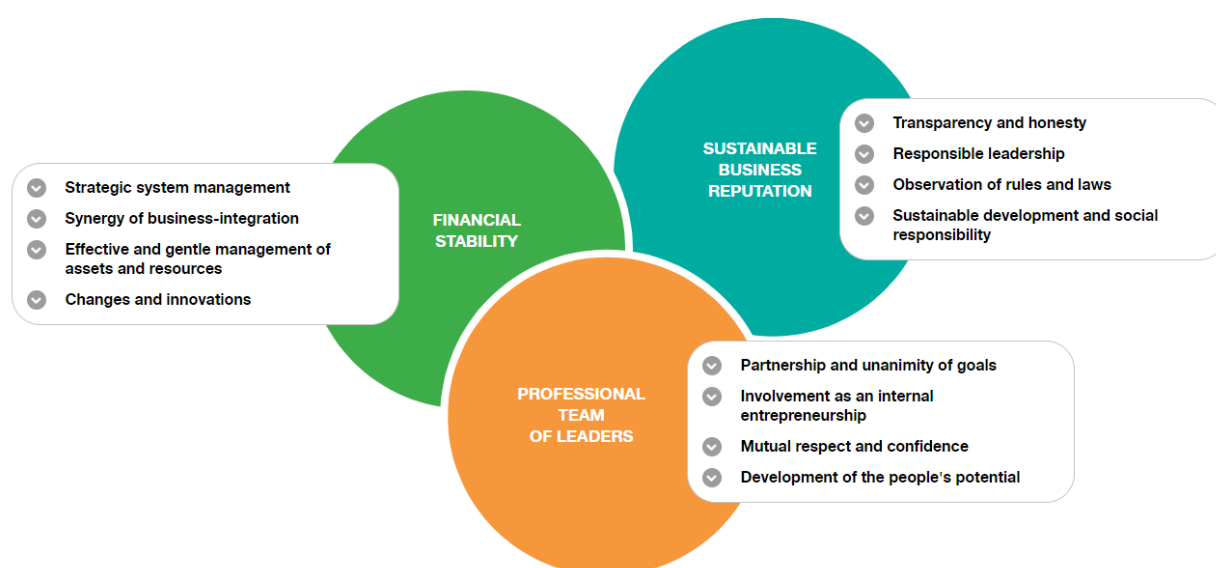 FINANCIAL
STABILITY
Strategic system management
Synergy of business-integration
Effective and gentle management of
assets and resources
Changes and innovations
SUSTAINABLE
BUSINESS
REPUTATION
Transparency and honesty
Responsible leadership
Observation of rules and laws
Sustainable development and social
responsibility
PROFESSIONAL
TEAM
OF LEADERS
Partnership and unanimity of goals
Involvement as an internal
entrepreneurship
Mutual respect and confidence
Development of the people's potential